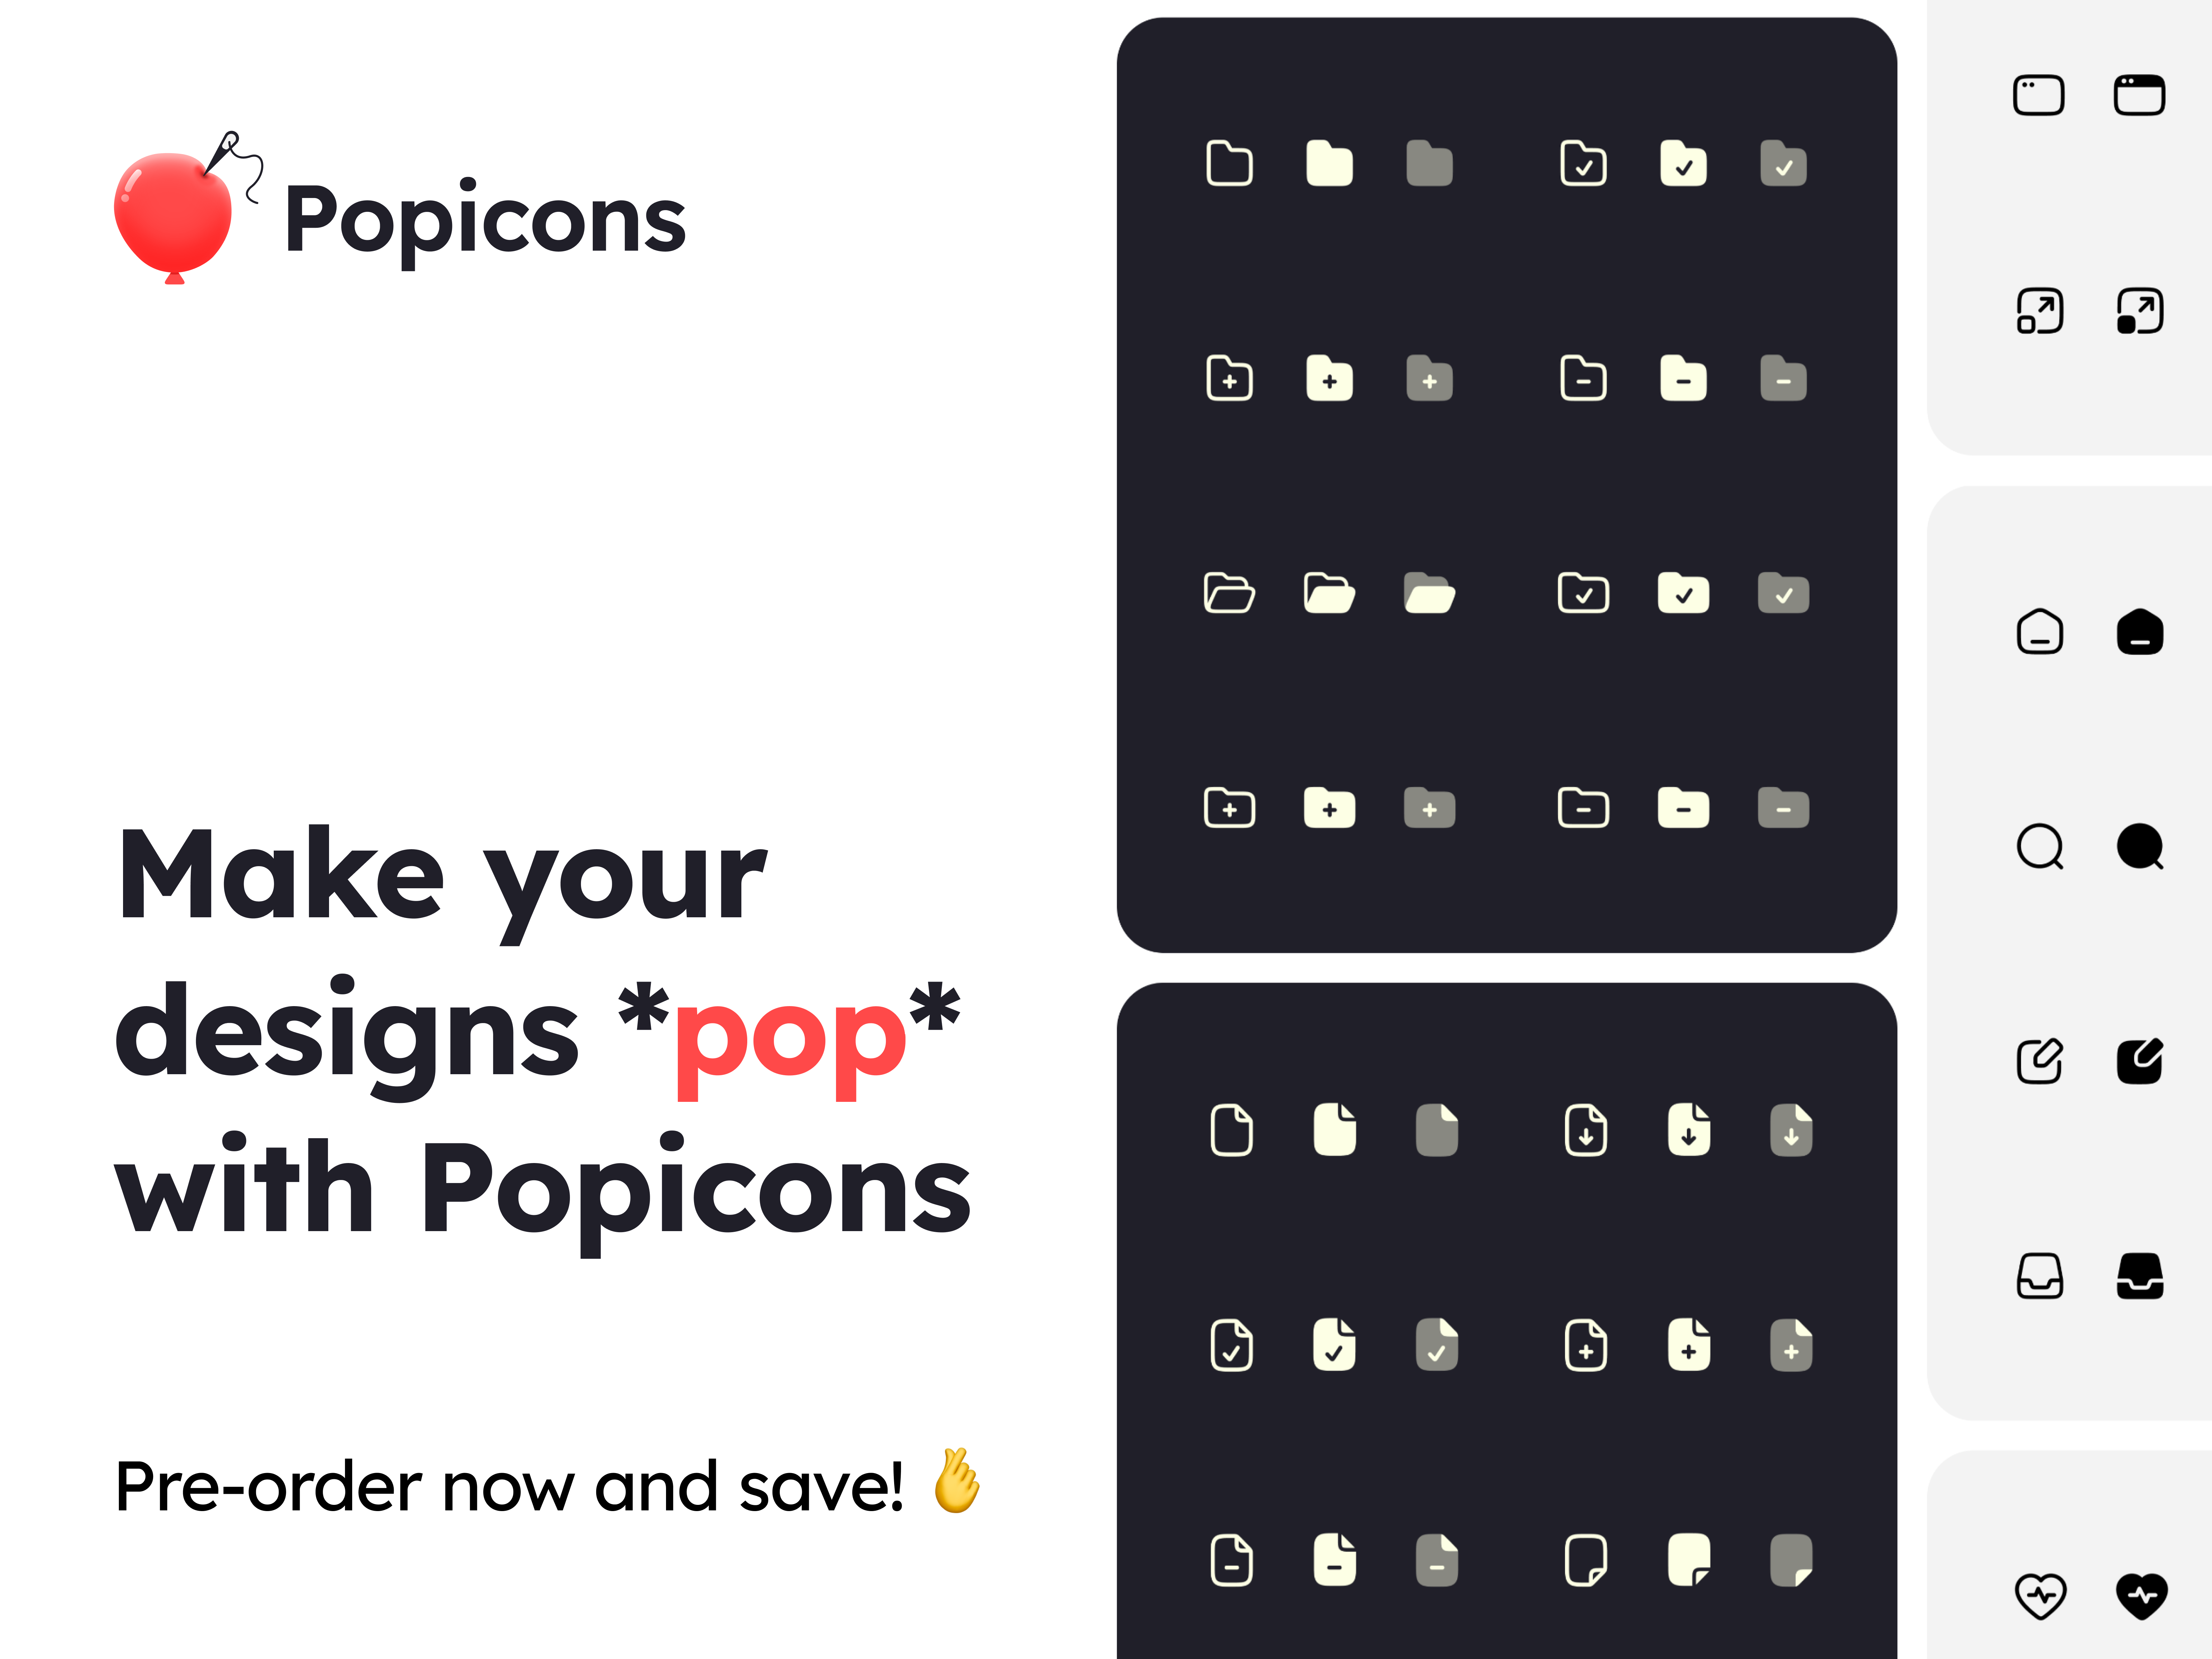 Popicons
Make your
designs *pop*
with Popicons
Pre-order now and save! 🫰